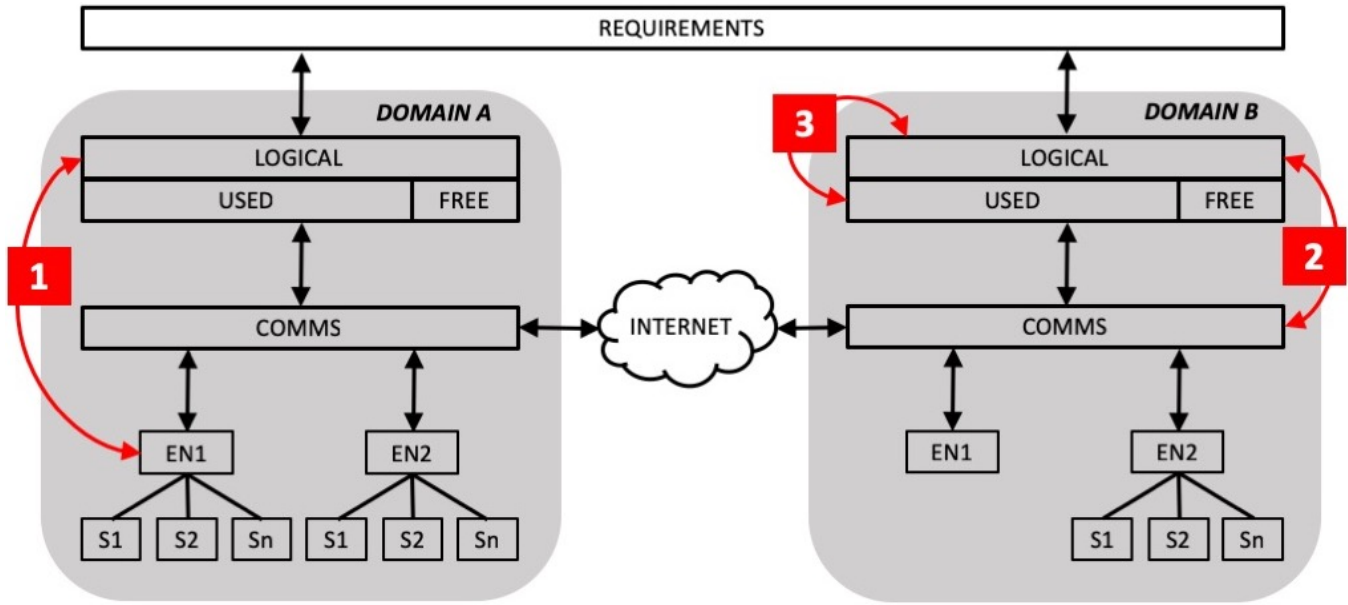 REQUIREMENTS
DOMAIN A
DOMAIN B
3
LOGICAL
LOGICAL
USED
FREE
USED
FREE
1
2
COMMS
INTERNET
COMMS
EN1
EN2
EN1
EN2
S1
S2
Sn
S1
S2
Sn
S1
S2
Sn